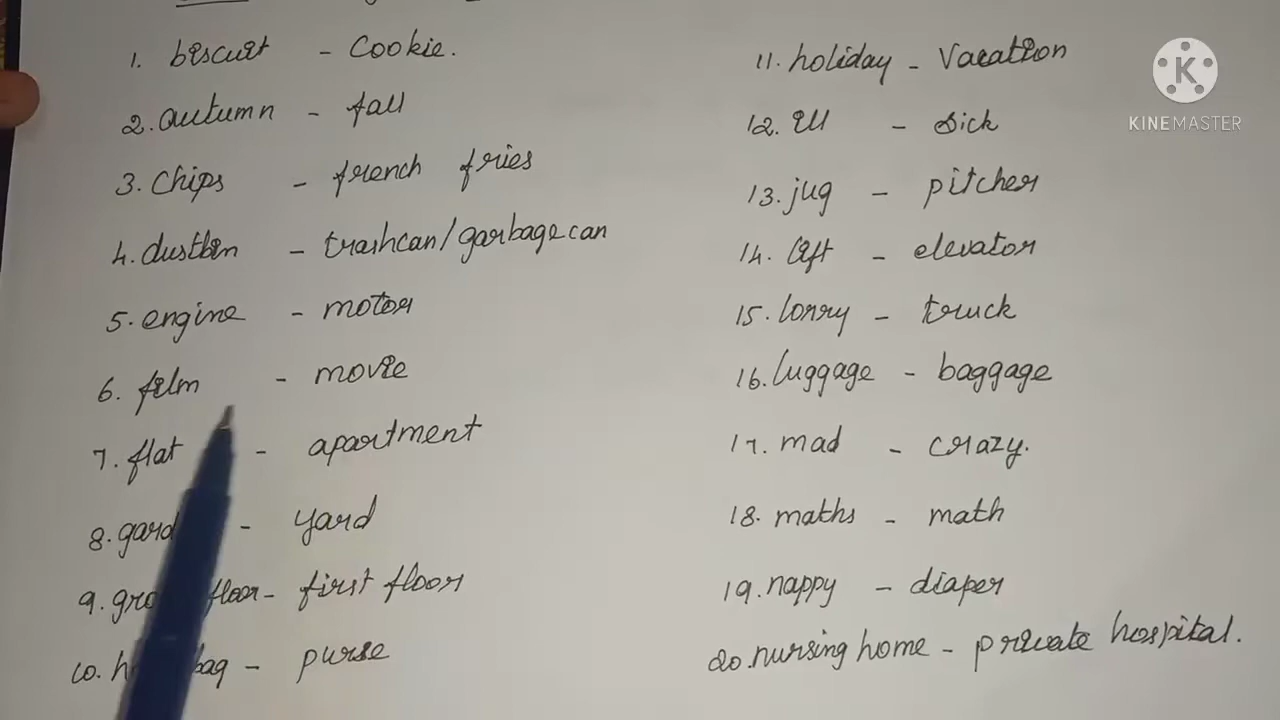 1. biscuit - cookie.
2. autumn - fall
3. chips - french fries
4. dustbin - trashcan/garbage can
5. engine - motor
6. film - movie
7. flat - apartment
8. gard - yard
9. gro floor - first floor
10. h bag - purse
11. holiday - vacation
12. ill - sick
13. jug - pitcher
14. lift - elevator
15. lorry - truck
16. luggage - baggage
17. mad - crazy.
18. maths - math
19. nappy - diaper
20. nursing home - private hospital.
K
KINEMASTER